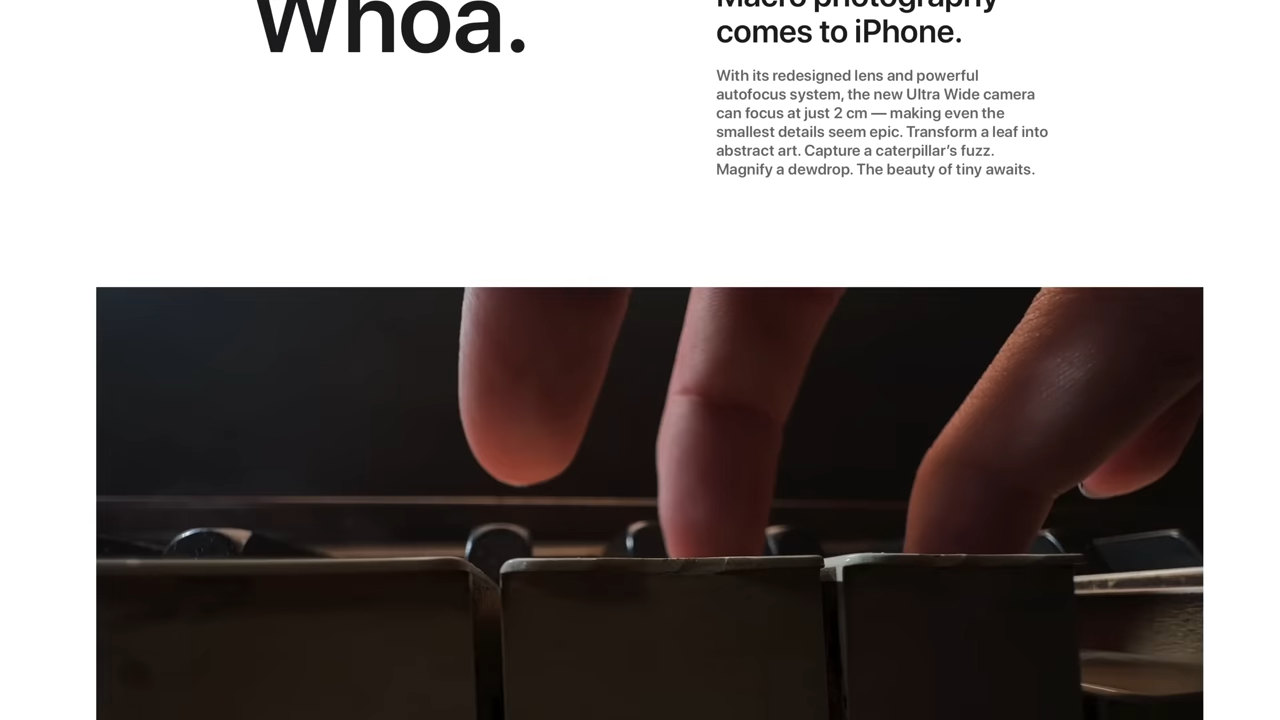 Whoa.
Macro photography
comes to iPhone.
With its redesigned lens and powerful
autofocus system, the new Ultra Wide camera
can focus at just 2 cm — making even the
smallest details seem epic. Transform a leaf into
abstract art. Capture a caterpillar’s fuzz.
Magnify a dewdrop. The beauty of tiny awaits.